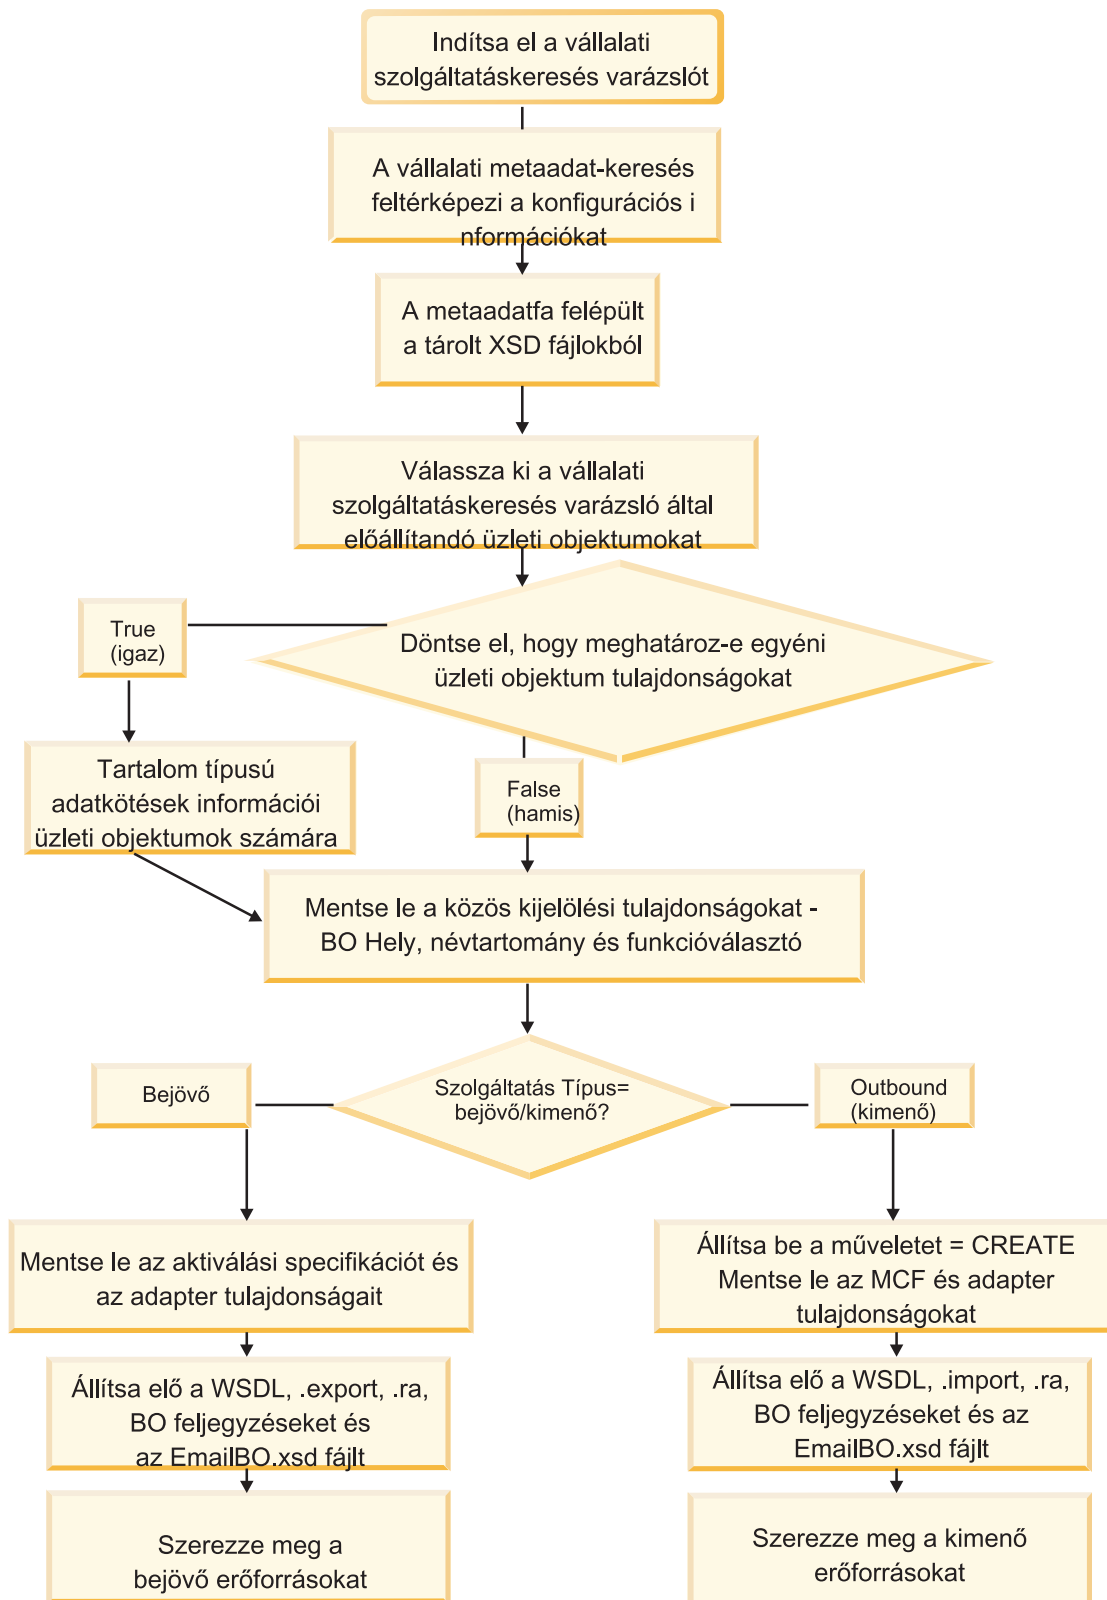 Indítsa el a vállalati
szolgáltatáskeresés varázslót
A vállalati metaadat-keresés
feltérképezi a konfigurációs i
nformációkat
A metaadatfa felépült
a tárolt XSD fájlokból
Válassza ki a vállalati
szolgáltatáskeresés varázsló által
előállítandó üzleti objektumokat
True
(igaz)
Döntse el, hogy meghatároz-e egyéni
üzleti objektum tulajdonságokat
Tartalom típusú
adatkötések információi
üzleti objektumok számára
False
(hamis)
Mentse le a közös kijelölési tulajdonságokat -
BO Hely, névtartomány és funkcióválasztó
Bejövő
Szolgáltatás Típus=
bejövő/kimenő?
Outbound
(kimenő)
Mentse le az aktiválási specifikációt és
az adapter tulajdonságait
Állítsa be a műveletet = CREATE
Mentse le az MCF és adapter
tulajdonságokat
Állítsa elő a WSDL, .export, .ra,
BO feljegyzéseket és
az EmailBO.xsd fájlt
Állítsa elő a WSDL, .import, .ra,
BO feljegyzéseket és az
EmailBO.xsd fájlt
Szerezze meg a
bejövő erőforrásokat
Szerezze meg a kimenő
erőforrásokat